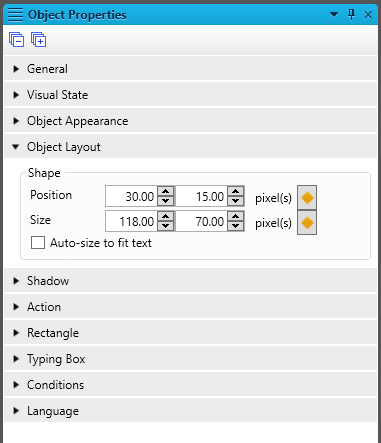 Object Properties
General
Visual State
Object Appearance
Object Layout
Shape
Position 30.00 15.00 pixel(s)
Size 118.00 70.00 pixel(s)
Auto-size to fit text
Shadow
Action
Rectangle
Typing Box
Conditions
Language